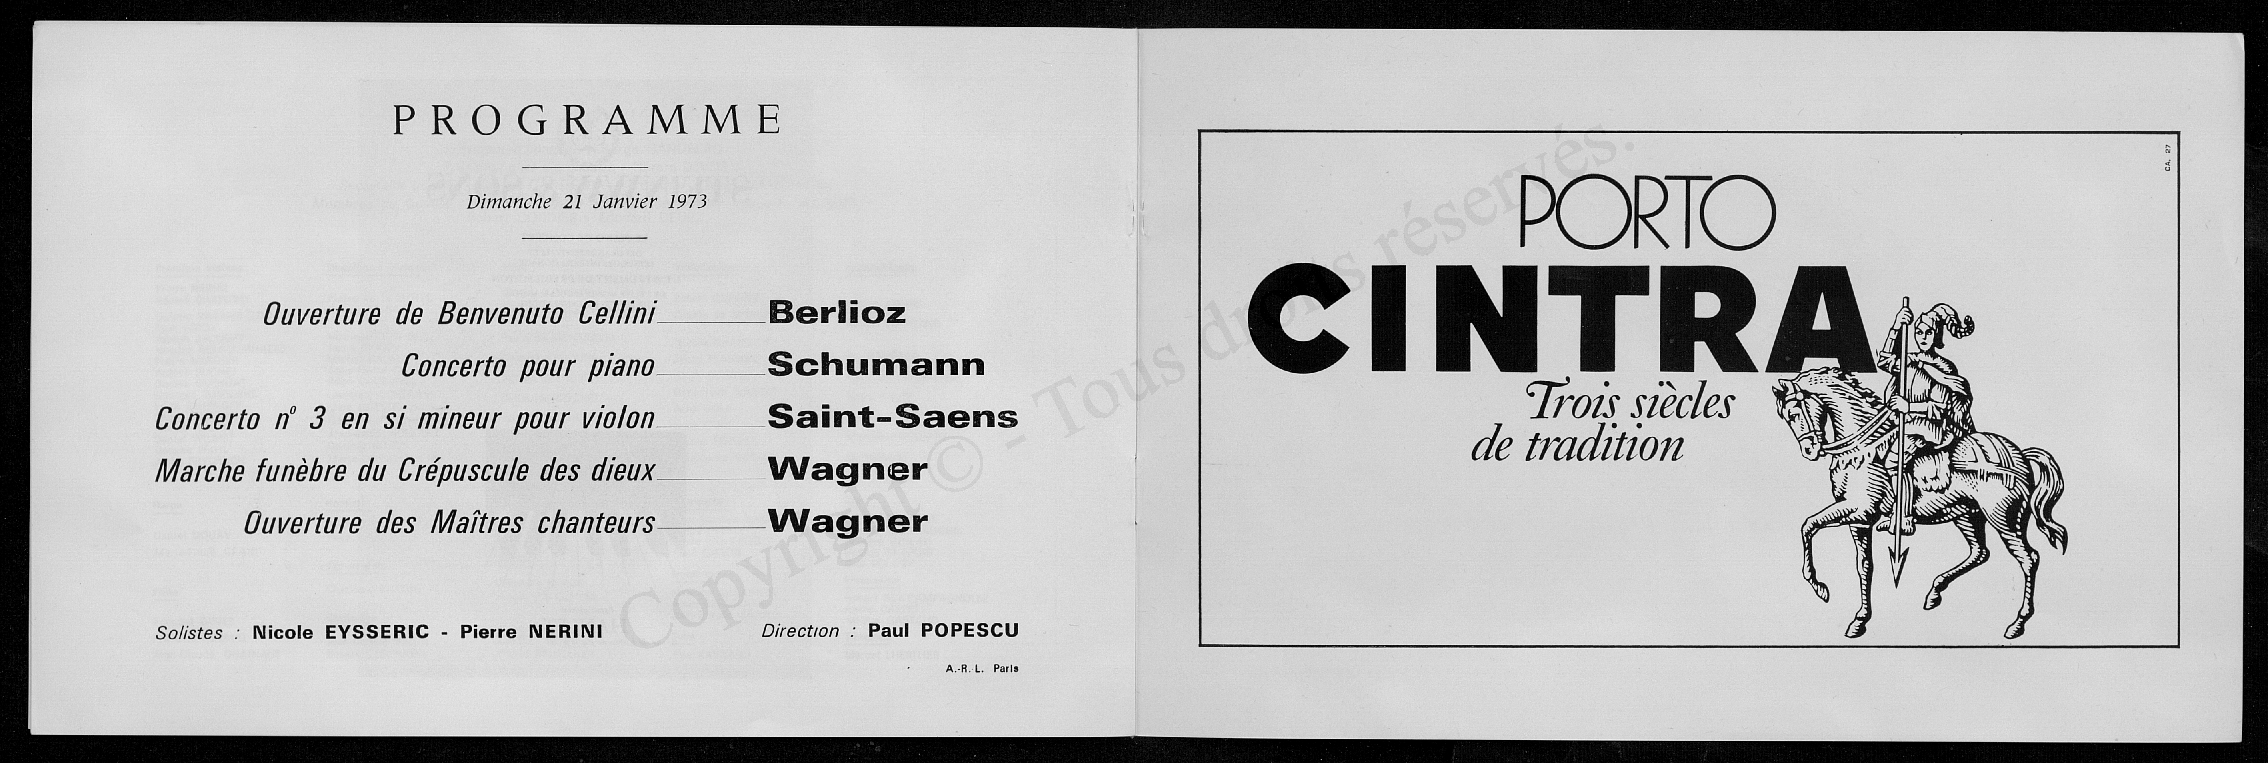 PROGRAMME
Dimanche 21 Janvier 1973
Ouverture de Benvenuto Cellini Berlioz
Concerto pour piano Schumann
Concerto nº 3 en si mineur pour violon Saint-Saens
Marche funèbre du Crépuscule des dieux Wagner
Ouverture des Maîtres chanteurs Wagner
Solistes : Nicole EYSSERIC - Pierre NERINI Direction : Paul POPESCU
A.-R.-L. Paris
PORTO
CINTRA
Trois siècles
de tradition
CA. 27
Copyright © - Tous droits réservés.